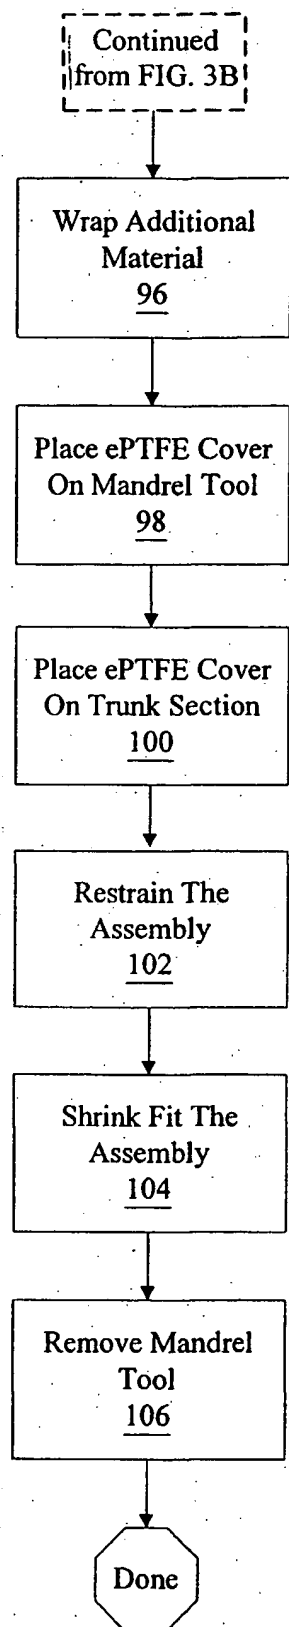 Continued
from FIG. 3B
Wrap Additional
Material
96
Place ePTFE Cover
On Mandrel Tool
98
Place ePTFE Cover
On Trunk Section
100
Restrain The
Assembly
102
Shrink Fit The
Assembly
104
Remove Mandrel
Tool
106
Done